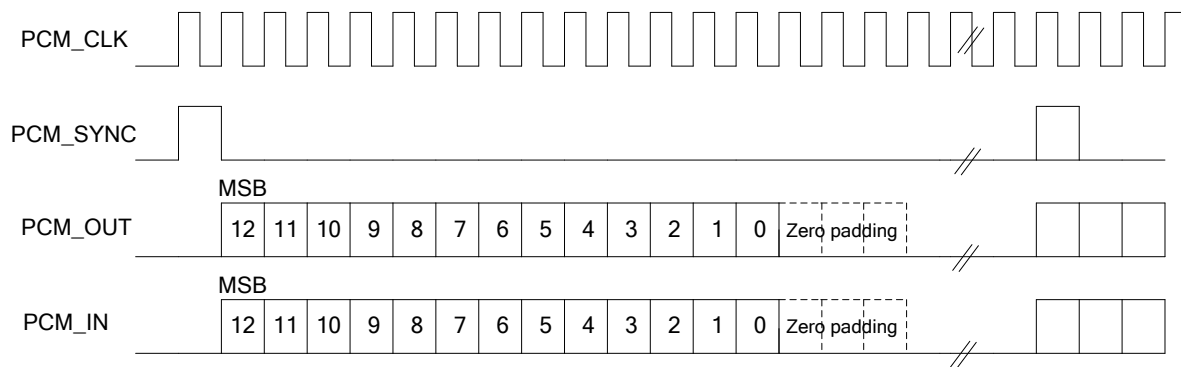 PCM_CLK
PCM_SYNC
MSB
PCM_OUT 12 11 10 9 8 7 6 5 4 3 2 1 0 Zero padding
MSB
PCM_IN 12 11 10 9 8 7 6 5 4 3 2 1 0 Zero padding